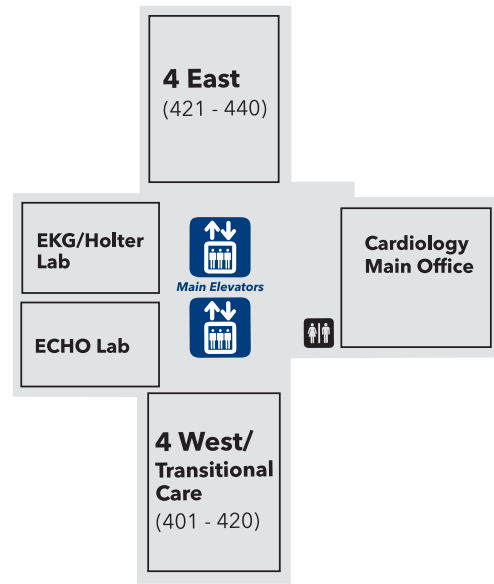 4 East
(421 - 440)
EKG/Holter
Lab
Main Elevators
Cardiology
Main Office
ECHO Lab
4 West/
Transitional
Care
(401 - 420)